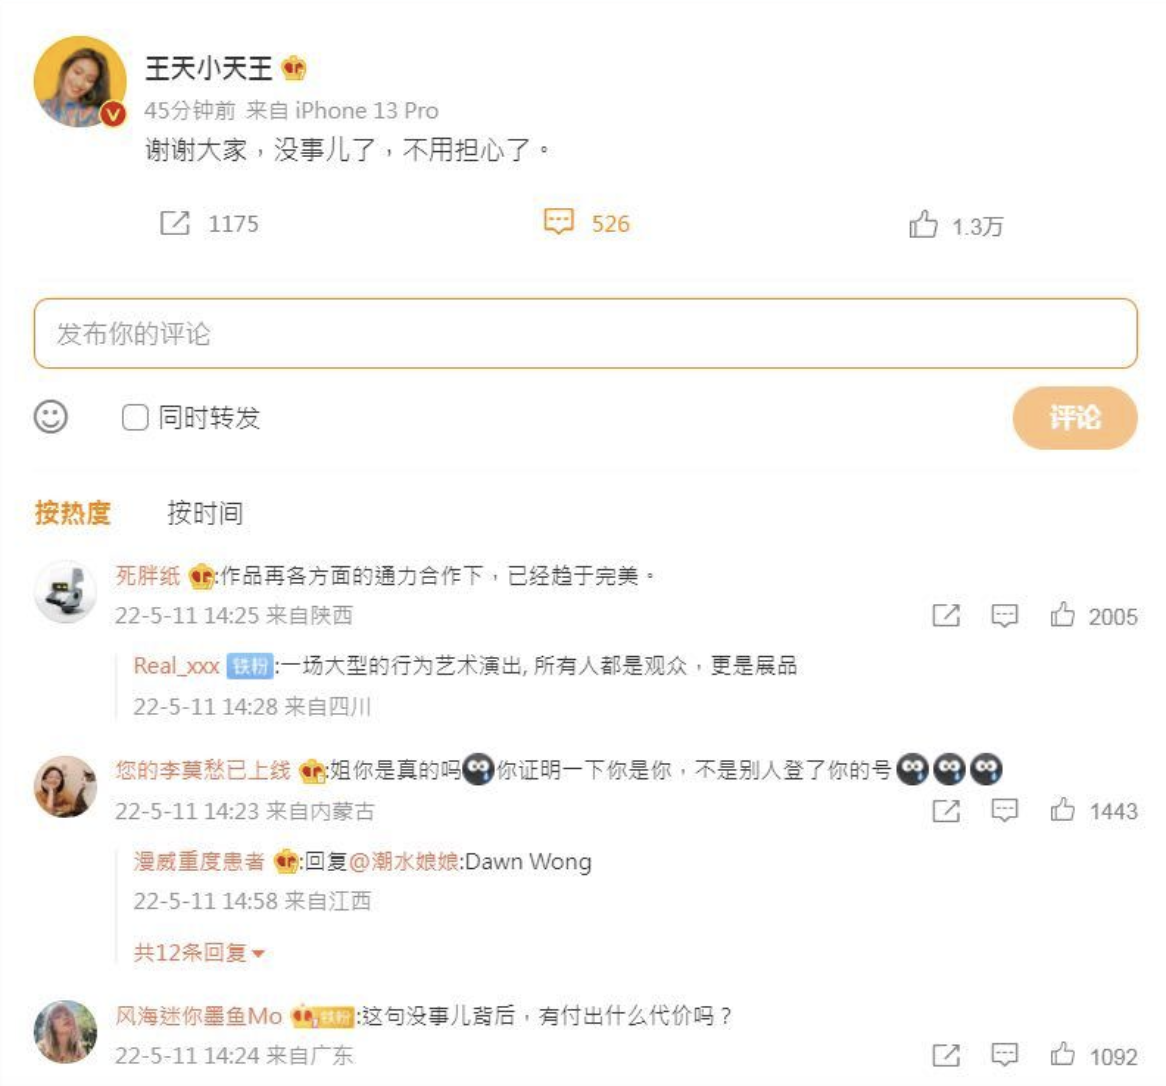 王天小天王
45分钟前 来自 iPhone 13 Pro
谢谢大家，没事儿了，不用担心了。
1175 526 1.3万
发布你的评论
同时转发 评论
按热度 按时间
死胖纸:作品再各方面的通力合作下，已经趋于完美。
22-5-11 14:25 来自陕西 2005
Real_xxx 铁粉:一场大型的行为艺术演出, 所有人都是观众，更是展品
22-5-11 14:28 来自四川
您的李莫愁已上线:姐你是真的吗你证明一下你是你，不是别人登了你的号
22-5-11 14:23 来自内蒙古 1443
漫威重度患者:回复@潮水娘娘:Dawn Wong
22-5-11 14:58 来自江西
共12条回复
风海迷你墨鱼Mo 铁粉:这句没事儿背后，有付出什么代价吗？
22-5-11 14:24 来自广东 1092